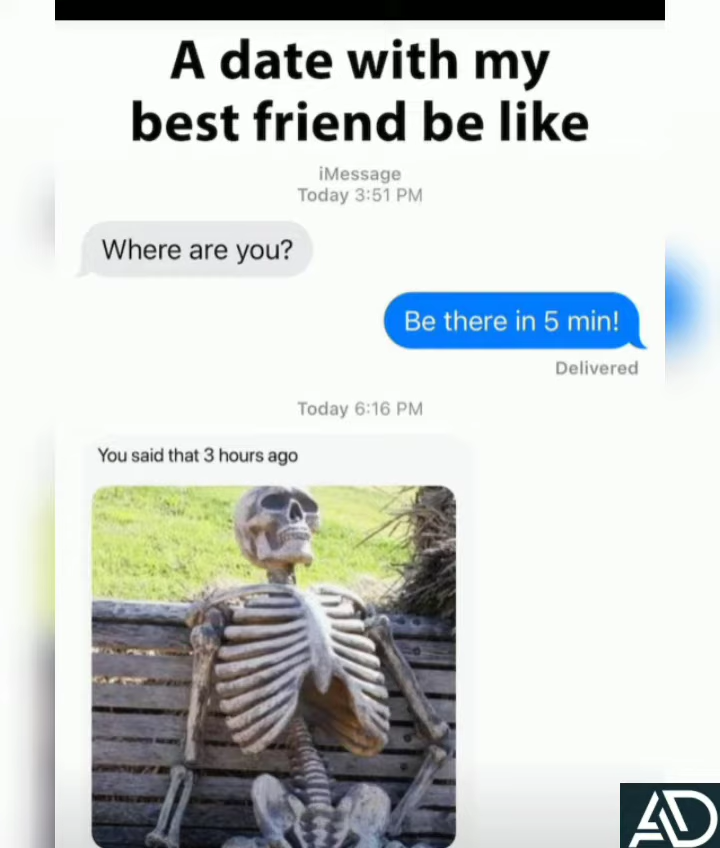 A date with my
best friend be like
iMessage
Today 3:51 PM
Where are you?
Be there in 5 min!
Delivered
Today 6:16 PM
You said that 3 hours ago
AD